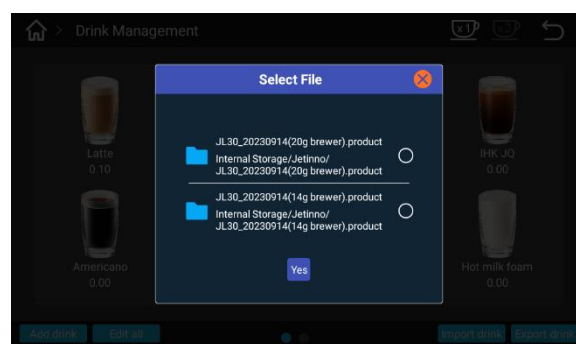 > Drink Management
x1
x2
Select File
JL30_20230914(20g brewer).product
Internal Storage/Jetinno/
JL30_20230914(20g brewer).product
JL30_20230914(14g brewer).product
Internal Storage/Jetinno/
JL30_20230914(14g brewer).product
Yes
Latte
0.10
IHK JQ
0.00
Americano
0.00
Hot milk foam
0.00
Add drink
Edit all
Import drink
Export drink